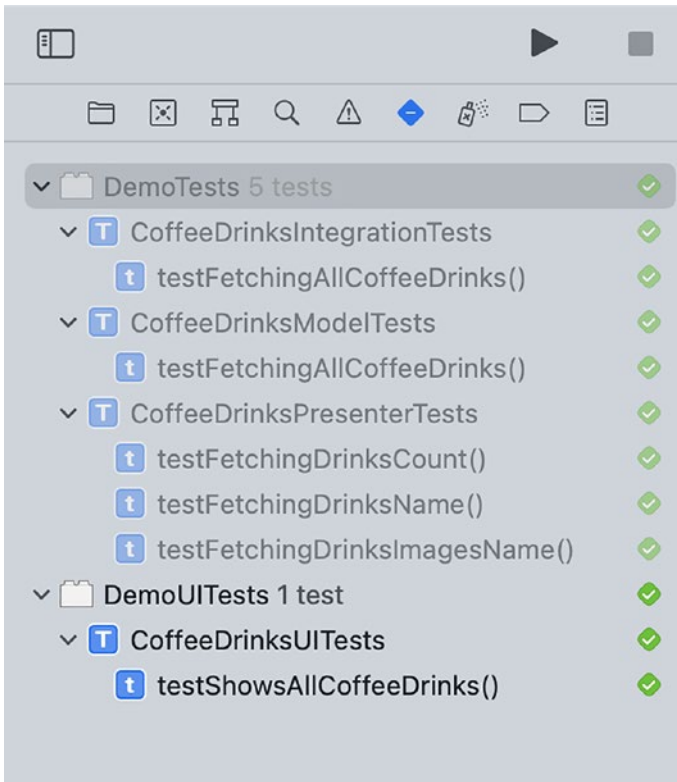 DemoTests 5 tests
T CoffeeDrinksIntegrationTests
t testFetchingAllCoffeeDrinks()
T CoffeeDrinksModelTests
t testFetchingAllCoffeeDrinks()
T CoffeeDrinksPresenterTests
t testFetchingDrinksCount()
t testFetchingDrinksName()
t testFetchingDrinksImagesName()
DemoUITests 1 test
T CoffeeDrinksUITests
t testShowsAllCoffeeDrinks()